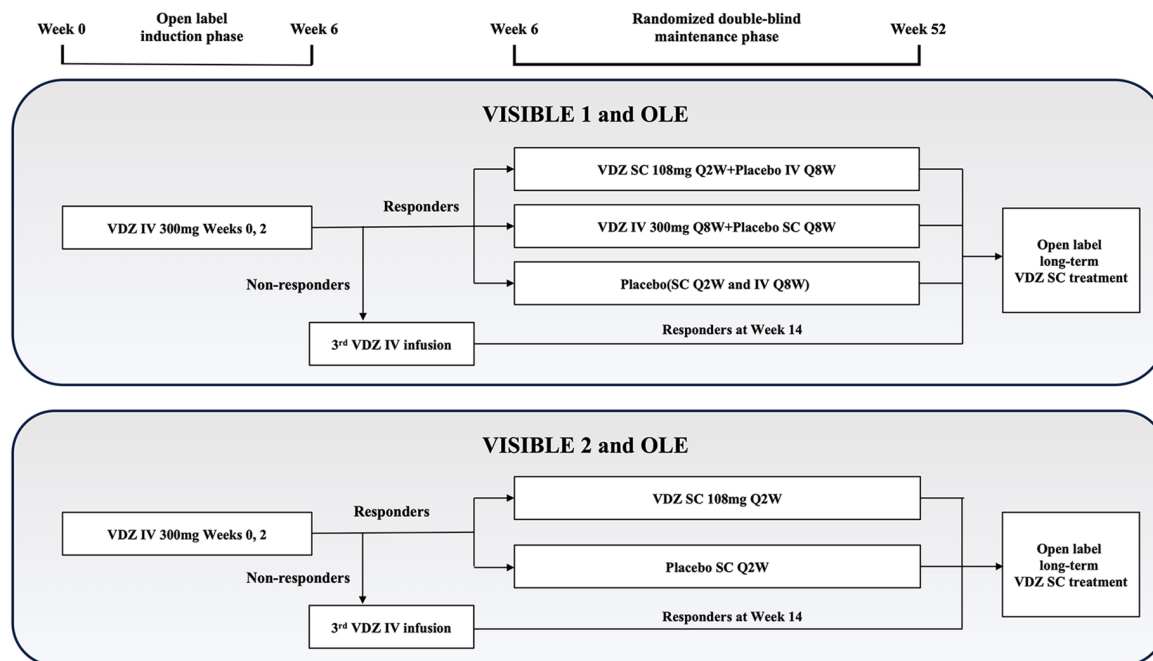 Week 0
Open label
induction phase
Week 6
Week 6
Randomized double-blind
maintenance phase
Week 52
VISIBLE 1 and OLE
VDZ IV 300mg Weeks 0, 2
Responders
Non-responders
3rd VDZ IV infusion
VDZ SC 108mg Q2W+Placebo IV Q8W
VDZ IV 300mg Q8W+Placebo SC Q8W
Placebo(SC Q2W and IV Q8W)
Responders at Week 14
Open label
long-term
VDZ SC treatment
VISIBLE 2 and OLE
VDZ IV 300mg Weeks 0, 2
Responders
Non-responders
3rd VDZ IV infusion
VDZ SC 108mg Q2W
Placebo SC Q2W
Responders at Week 14
Open label
long-term
VDZ SC treatment